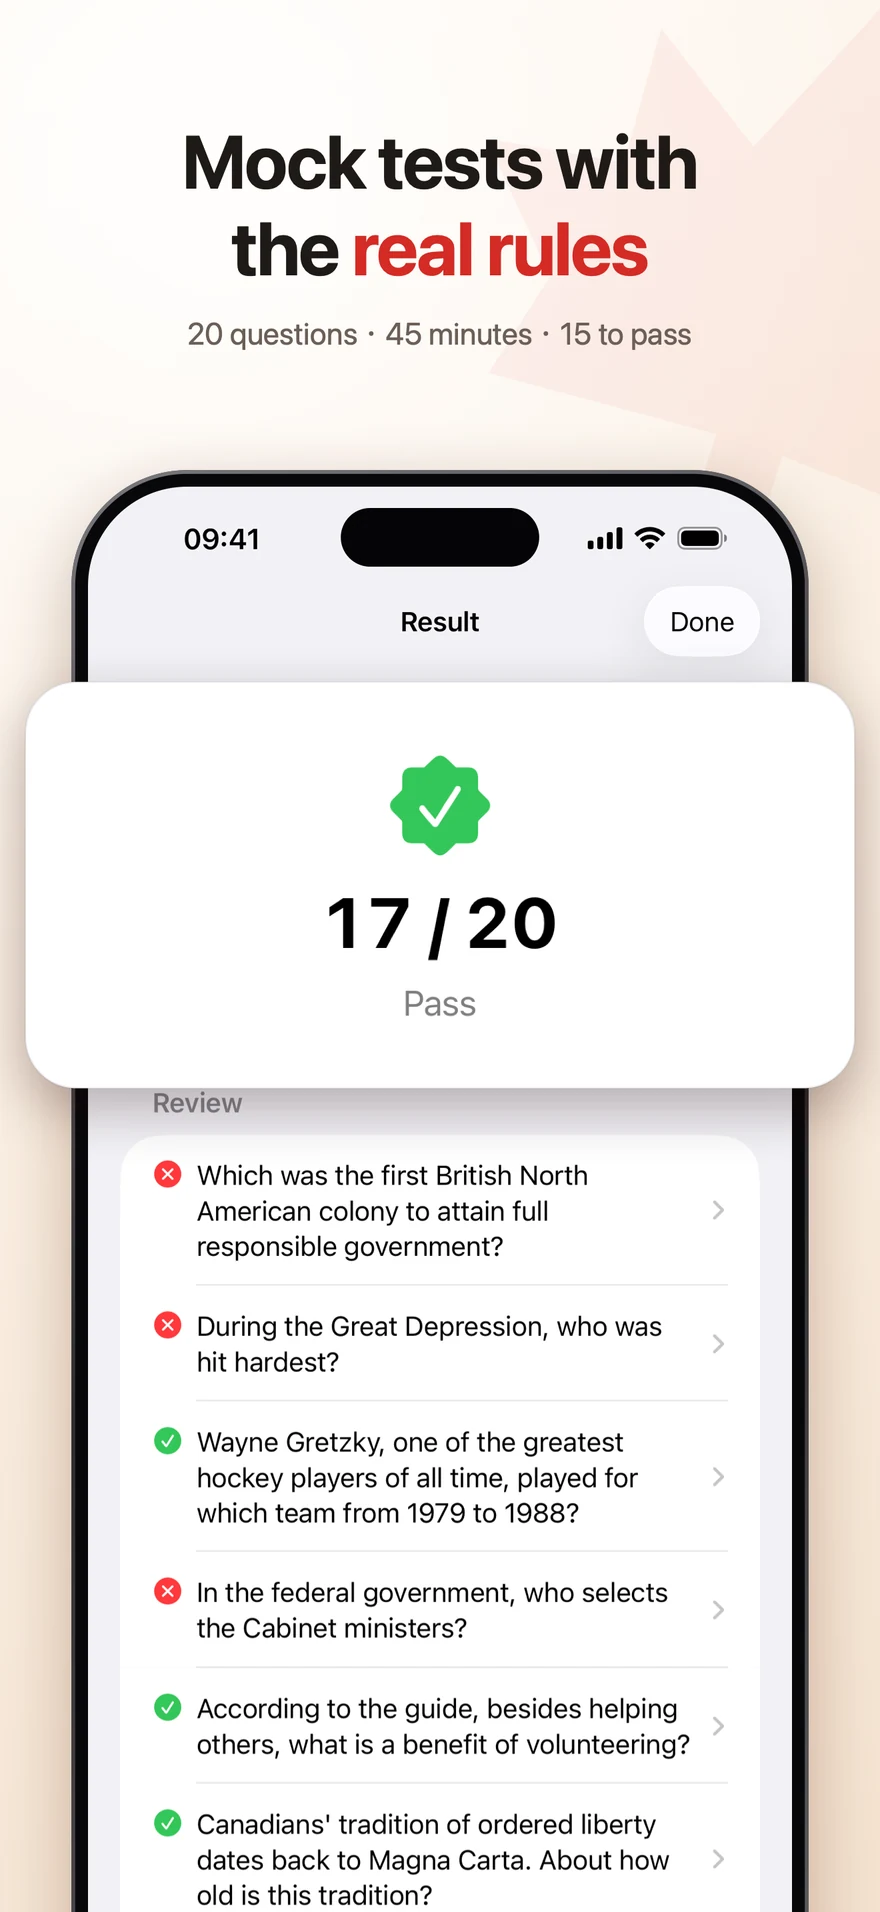 Mock tests with
the real rules
20 questions · 45 minutes · 15 to pass
09:41
Result
Done
17 / 20
Pass
Review
Which was the first British North
American colony to attain full
responsible government?
During the Great Depression, who was
hit hardest?
Wayne Gretzky, one of the greatest
hockey players of all time, played for
which team from 1979 to 1988?
In the federal government, who selects
the Cabinet ministers?
According to the guide, besides helping
others, what is a benefit of volunteering?
Canadians' tradition of ordered liberty
dates back to Magna Carta. About how
old is this tradition?